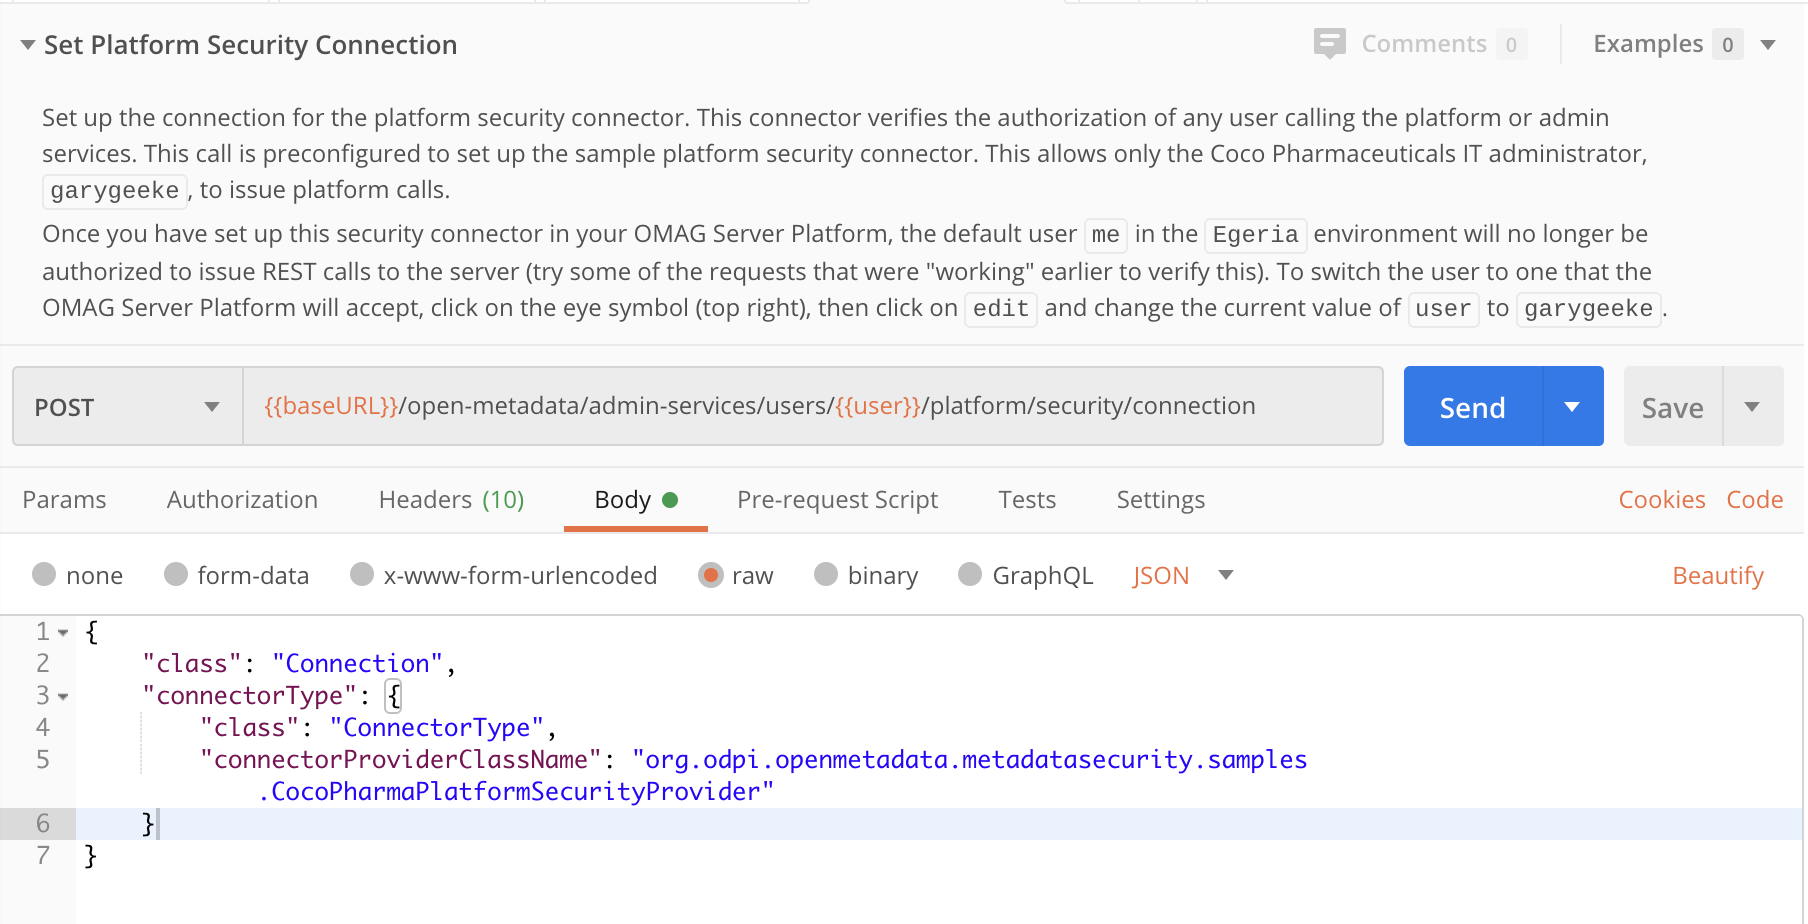 Set Platform Security Connection
Comments 0
Examples 0
Set up the connection for the platform security connector. This connector verifies the authorization of any user calling the platform or admin
services. This call is preconfigured to set up the sample platform security connector. This allows only the Coco Pharmaceuticals IT administrator,
garygeeke, to issue platform calls.
Once you have set up this security connector in your OMAG Server Platform, the default user me in the Egeria environment will no longer be
authorized to issue REST calls to the server (try some of the requests that were "working" earlier to verify this). To switch the user to one that the
OMAG Server Platform will accept, click on the eye symbol (top right), then click on edit and change the current value of user to garygeeke.
POST {{baseURL}}/open-metadata/admin-services/users/{{user}}/platform/security/connection Send Save
Params Authorization Headers (10) Body Pre-request Script Tests Settings Cookies Code
none form-data x-www-form-urlencoded raw binary GraphQL JSON Beautify
1 {
2 "class": "Connection",
3 "connectorType": {
4 "class": "ConnectorType",
5 "connectorProviderClassName": "org.odpi.openmetadata.metadatasecurity.samples
.CocoPharmaPlatformSecurityProvider"
6 }
7 }